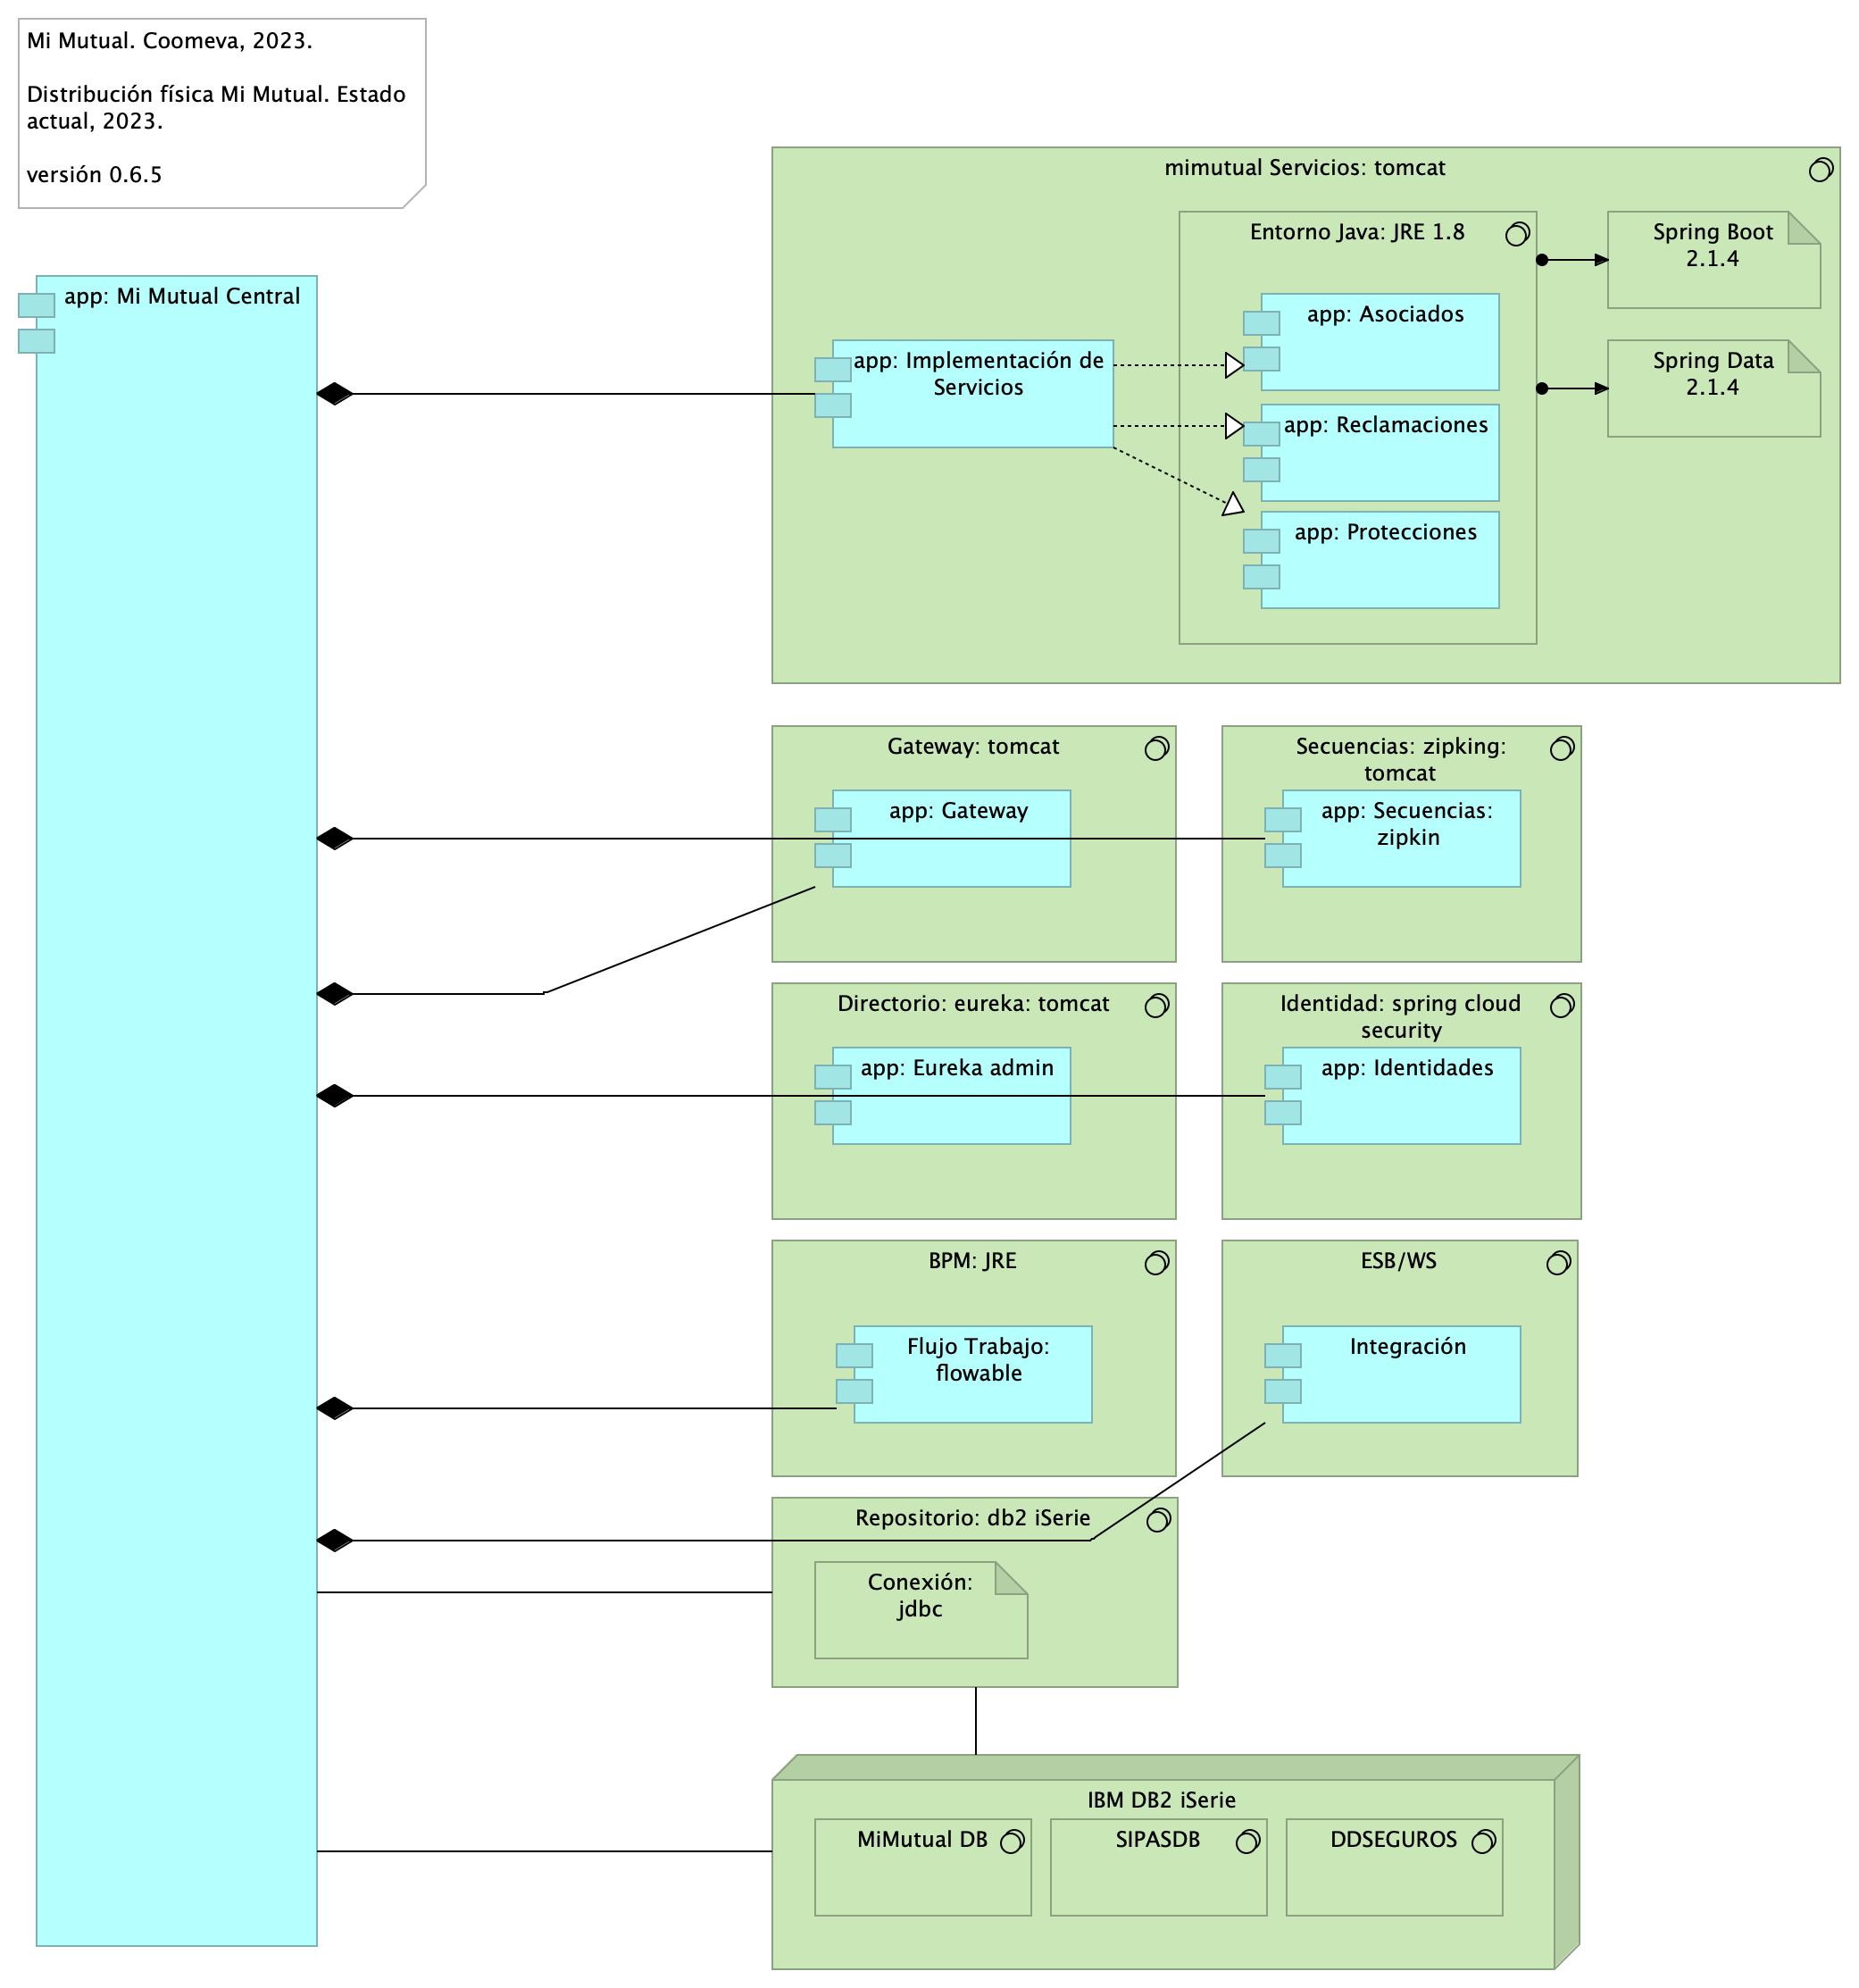 Mi Mutual. Coomeva, 2023.
Distribución física Mi Mutual. Estado
actual, 2023.
versión 0.6.5
mimutual Servicios: tomcat
Entorno Java: JRE 1.8
Spring Boot
2.1.4
app: Mi Mutual Central
app: Asociados
app: Implementación de
Servicios
Spring Data
2.1.4
app: Reclamaciones
app: Protecciones
Gateway: tomcat
Secuencias: zipking:
tomcat
app: Gateway
app: Secuencias:
zipkin
Directorio: eureka: tomcat
Identidad: spring cloud
security
app: Eureka admin
app: Identidades
BPM: JRE
ESB/WS
Flujo Trabajo:
flowable
Integración
Repositorio: db2 iSerie
Conexión:
jdbc
IBM DB2 iSerie
MiMutual DB
SIPASDB
DDSEGUROS